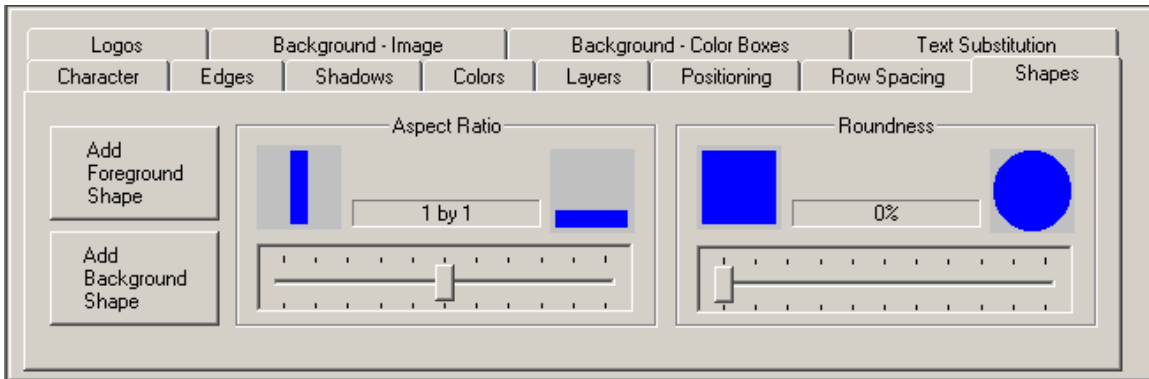 Logos Background - Image Background - Color Boxes Text Substitution
Character Edges Shadows Colors Layers Positioning Row Spacing Shapes
Add
Foreground
Shape
Add
Background
Shape
Aspect Ratio
1 by 1
Roundness
0%